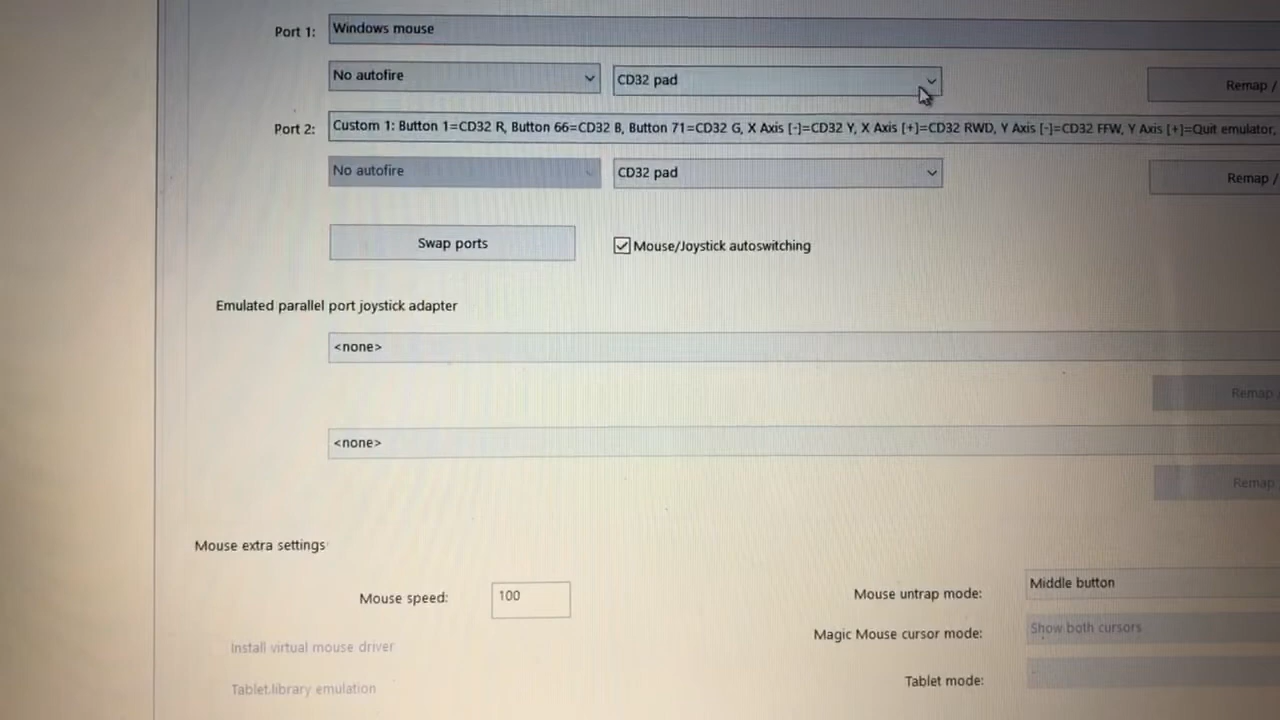 Port 1: Windows mouse
No autofire CD32 pad Remap /
Port 2: Custom 1: Button 1=CD32 R, Button 66=CD32 B, Button 71=CD32 G, X Axis [-]=CD32 Y, X Axis [+]=CD32 RWD, Y Axis [-]=CD32 FFW, Y Axis [+]=Quit emulator,
No autofire CD32 pad Remap /
Swap ports Mouse/Joystick autoswitching
Emulated parallel port joystick adapter
<none>
Remap /
<none>
Remap
Mouse extra settings
Mouse speed: 100 Mouse untrap mode: Middle button
Magic Mouse cursor mode: Show both cursors
Install virtual mouse driver
Tablet mode:
Tablet.library emulation